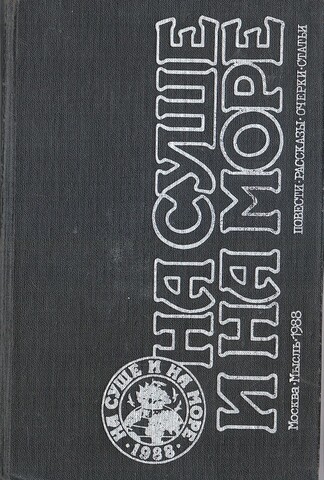 НА СУШЕ
И НА МОРЕ
ПОВЕСТИ·РАССКАЗЫ·ОЧЕРКИ·СТАТЬИ
Москва·Мысль·1988
НА СУШЕ И НА МОРЕ
·1988·